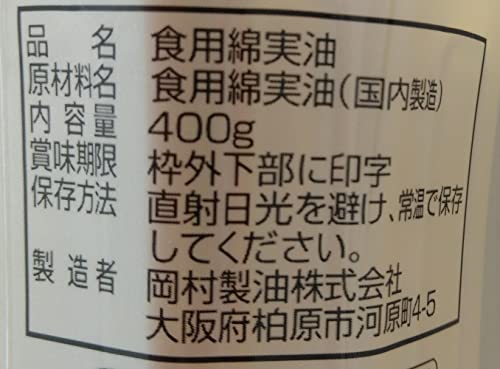 品名 食用綿実油
原材料名 食用綿実油(国内製造)
内容量 400g
賞味期限 枠外下部に印字
保存方法 直射日光を避け、常温で保存
してください。
製造者 岡村製油株式会社
大阪府柏原市河原町4-5